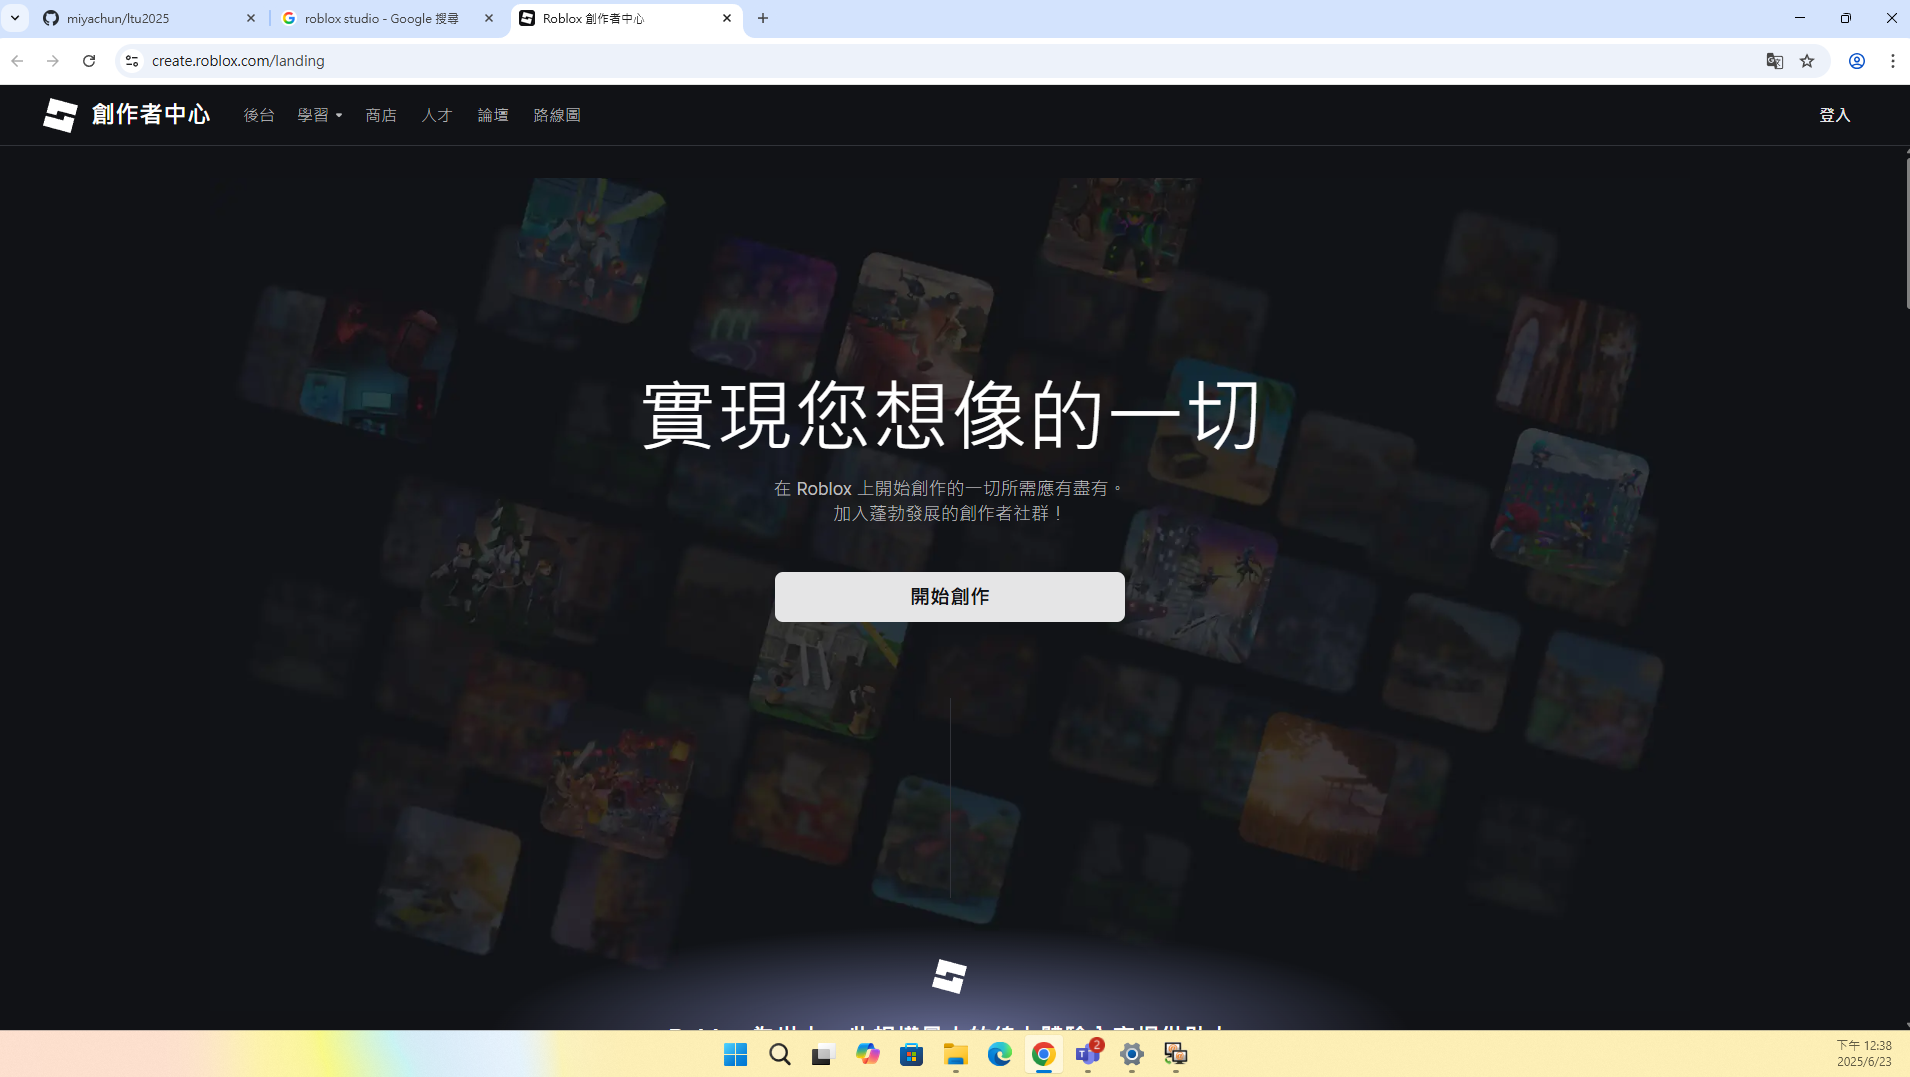 miyachun/ltu2025
roblox studio - Google 搜尋
Roblox 創作者中心
create.roblox.com/landing
創作者中心
後台
學習
商店
人才
論壇
路線圖
登入
實現您想像的一切
在 Roblox 上開始創作的一切所需應有盡有。
加入蓬勃發展的創作者社群！
開始創作
2
下午 12:38
2025/6/23